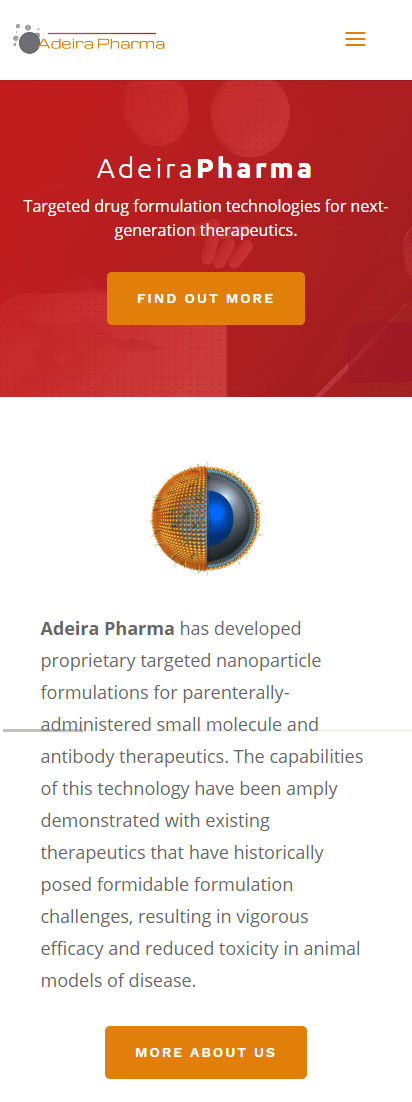 Adeira Pharma
AdeiraPharma
Targeted drug formulation technologies for next-
generation therapeutics.
FIND OUT MORE
Adeira Pharma has developed
proprietary targeted nanoparticle
formulations for parenterally-
administered small molecule and
antibody therapeutics. The capabilities
of this technology have been amply
demonstrated with existing
therapeutics that have historically
posed formidable formulation
challenges, resulting in vigorous
efficacy and reduced toxicity in animal
models of disease.
MORE ABOUT US